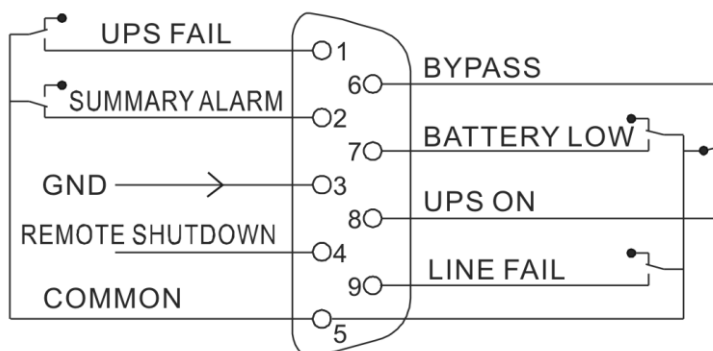 UPS FAIL
1
6
BYPASS
SUMMARY ALARM
2
7
BATTERY LOW
GND
3
8
UPS ON
REMOTE SHUTDOWN
4
9
LINE FAIL
COMMON
5